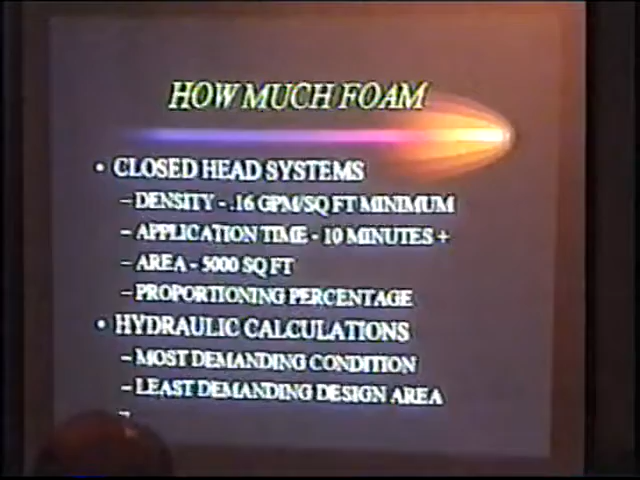 HOW MUCH FOAM
• CLOSED HEAD SYSTEMS
– DENSITY - .16 GPM/SQ FT MINIMUM
– APPLICATION TIME - 10 MINUTES +
– AREA - 5000 SQ FT
– PROPORTIONING PERCENTAGE
• HYDRAULIC CALCULATIONS
– MOST DEMANDING CONDITION
– LEAST DEMANDING DESIGN AREA